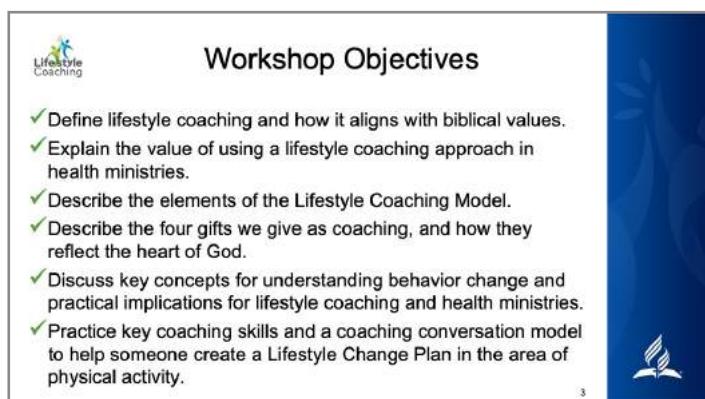 Lifestyle
Coaching
Workshop Objectives
Define lifestyle coaching and how it aligns with biblical values.
Explain the value of using a lifestyle coaching approach in
health ministries.
Describe the elements of the Lifestyle Coaching Model.
Describe the four gifts we give as coaching, and how they
reflect the heart of God.
Discuss key concepts for understanding behavior change and
practical implications for lifestyle coaching and health ministries.
Practice key coaching skills and a coaching conversation model
to help someone create a Lifestyle Change Plan in the area of
physical activity.
3